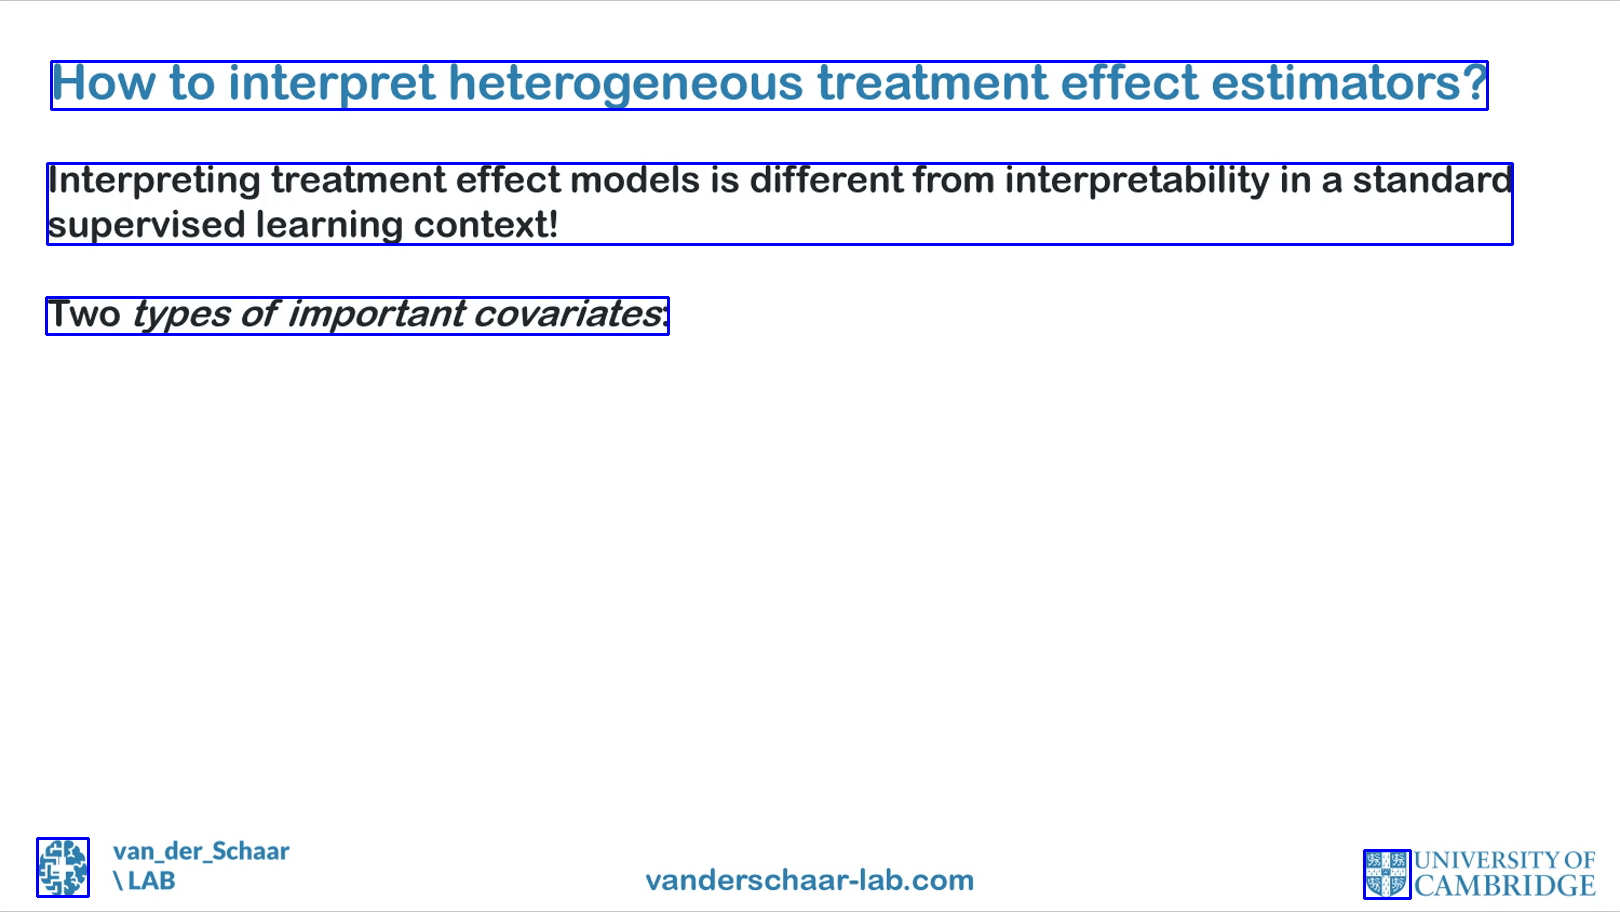 How to interpret heterogeneous treatment effect estimators?
Interpreting treatment effect models is different from interpretability in a standard
supervised learning context!
Two types of important covariates:
van_der_Schaar
\ LAB
vanderschaar-lab.com
UNIVERSITY OF
CAMBRIDGE